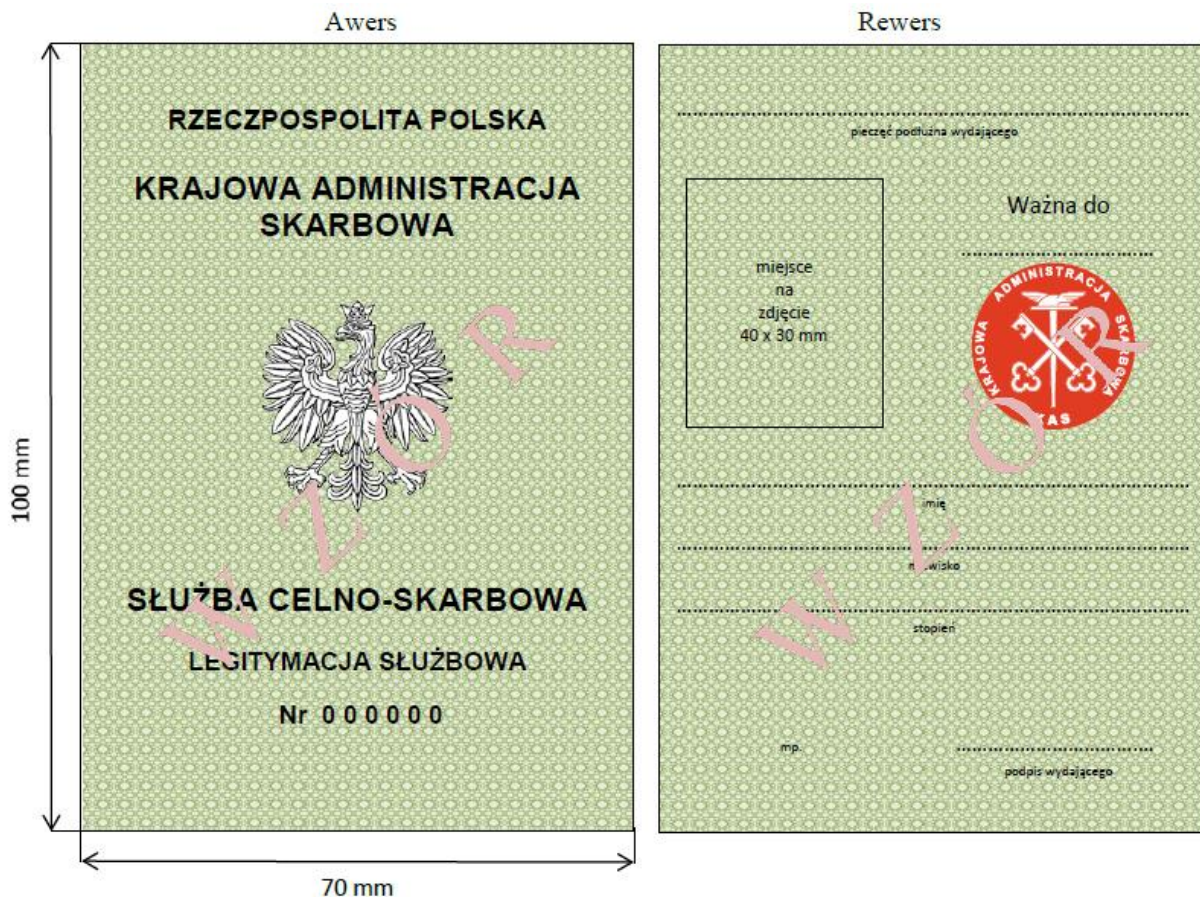 Awers
RZECZPOSPOLITA POLSKA
KRAJOWA ADMINISTRACJA
SKARBOWA
SŁUŻBA CELNO-SKARBOWA
LEGITYMACJA SŁUŻBOWA
Nr 000000
WZÓR
100 mm
70 mm
Rewers
pieczęć podłużna wydającego
Ważna do
miejsce
na
zdjęcie
40 x 30 mm
KRAJOWA ADMINISTRACJA SKARBOWA
KAS
imię
nazwisko
stopień
mp.
podpis wydającego
WZÓR